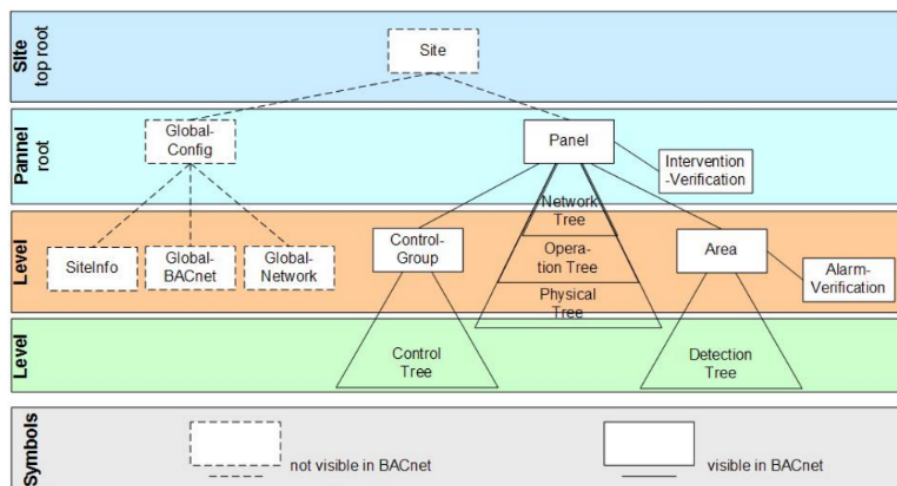 Site
top root
Site
Pannel
root
Global-
Config
Panel
Intervention
-Verification
Level
SiteInfo
Global-
BACnet
Global-
Network
Control-
Group
Network
Tree
Opera-
tion Tree
Physical
Tree
Area
Alarm-
Verification
Level
Control
Tree
Detection
Tree
Symbols
not visible in BACnet
visible in BACnet